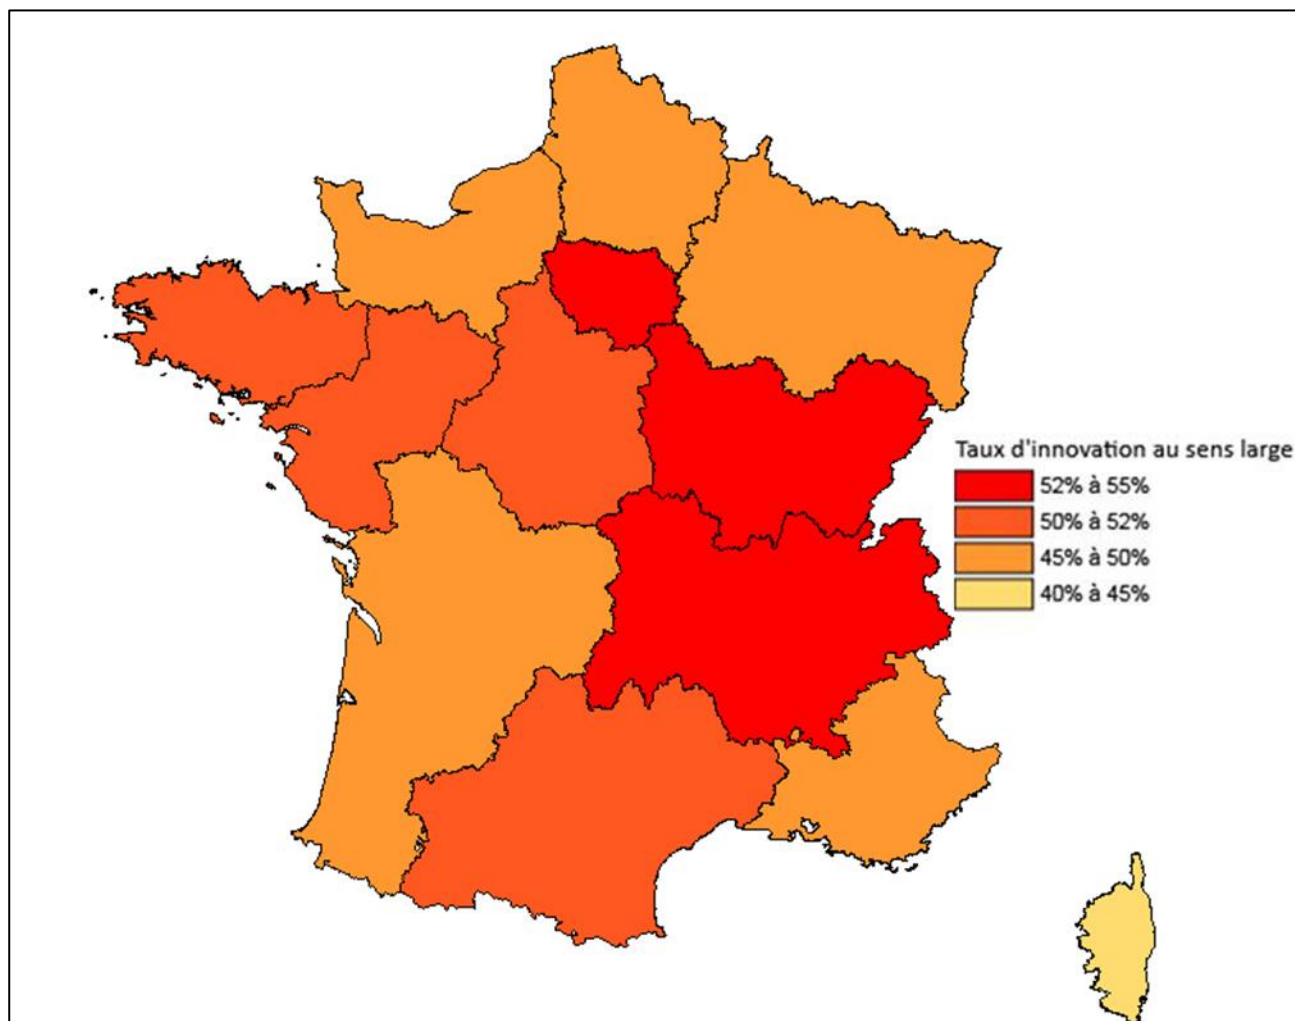 Taux d'innovation au sens large
52% à 55%
50% à 52%
45% à 50%
40% à 45%